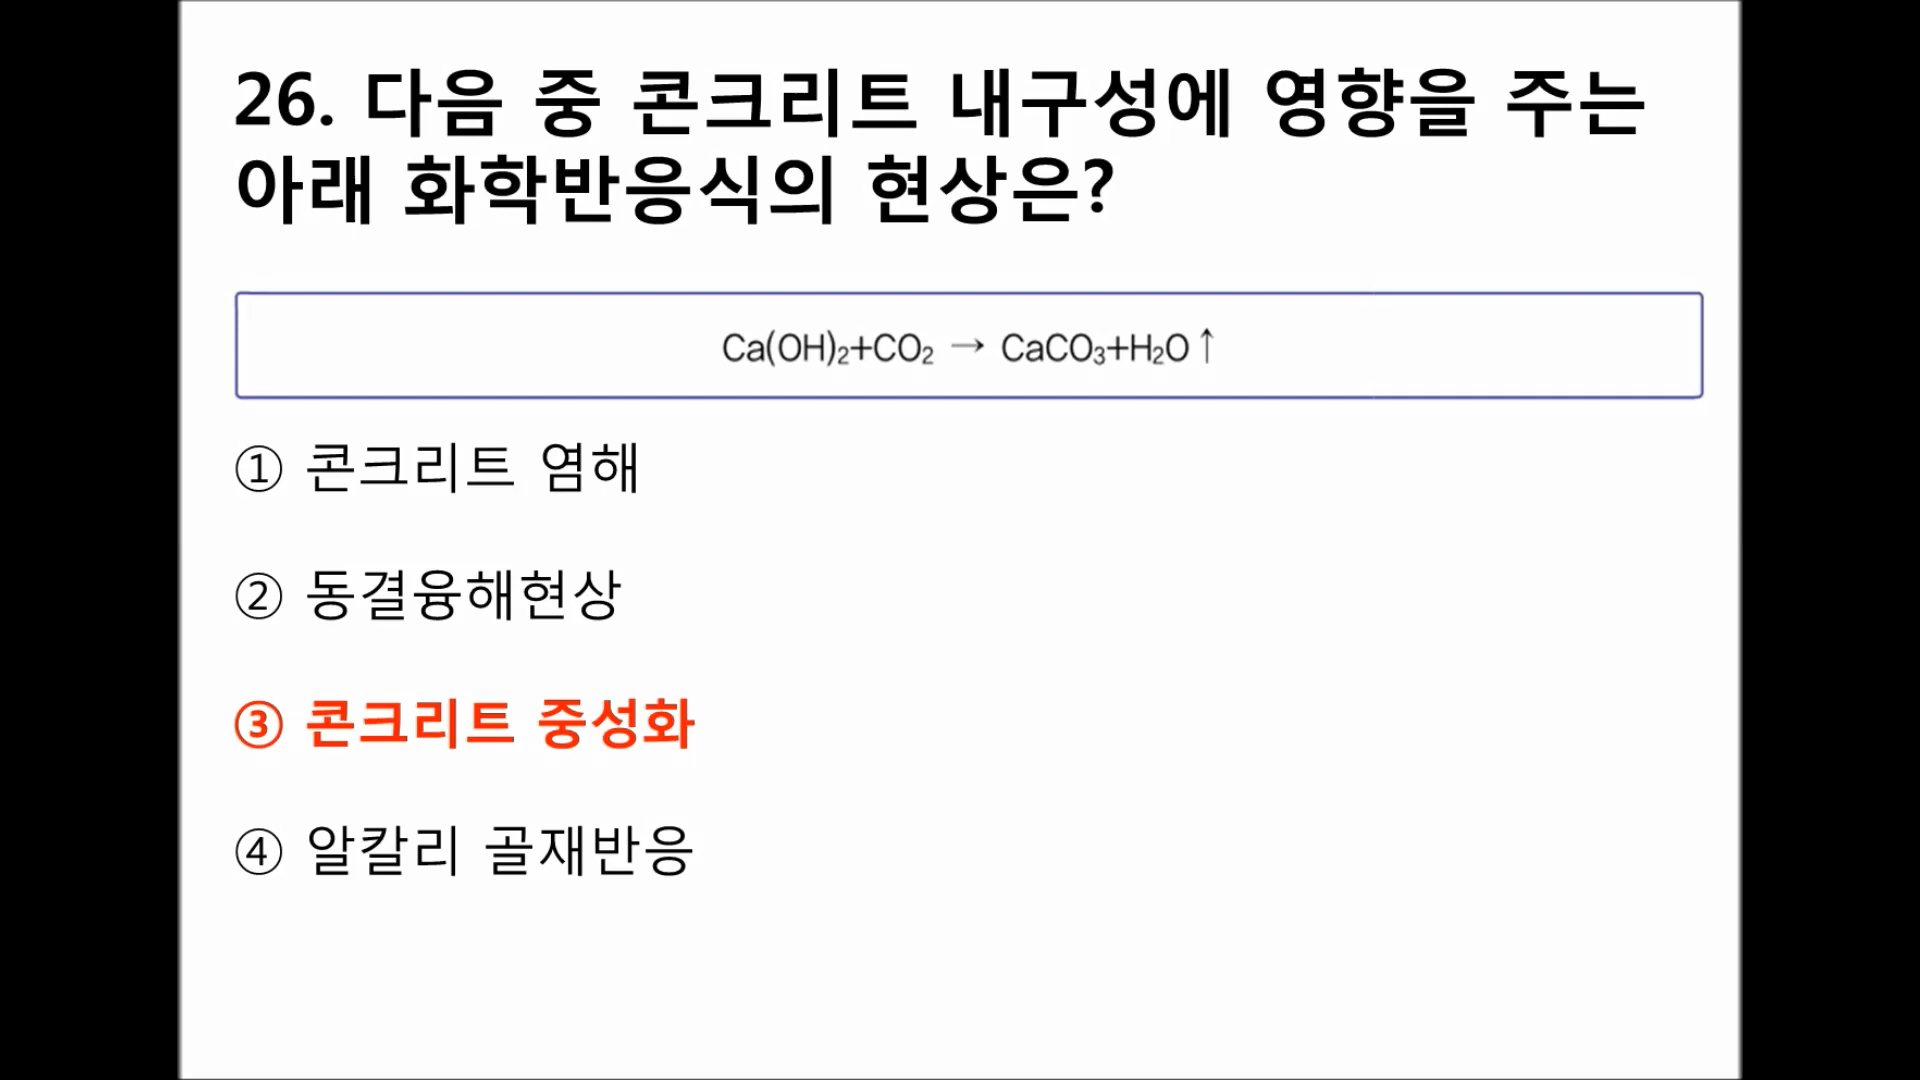 26. 다음 중 콘크리트 내구성에 영향을 주는
아래 화학반응식의 현상은?
Ca(OH)₂+CO₂ → CaCO₃+H₂O↑
① 콘크리트 염해
② 동결융해현상
③ 콘크리트 중성화
④ 알칼리 골재반응